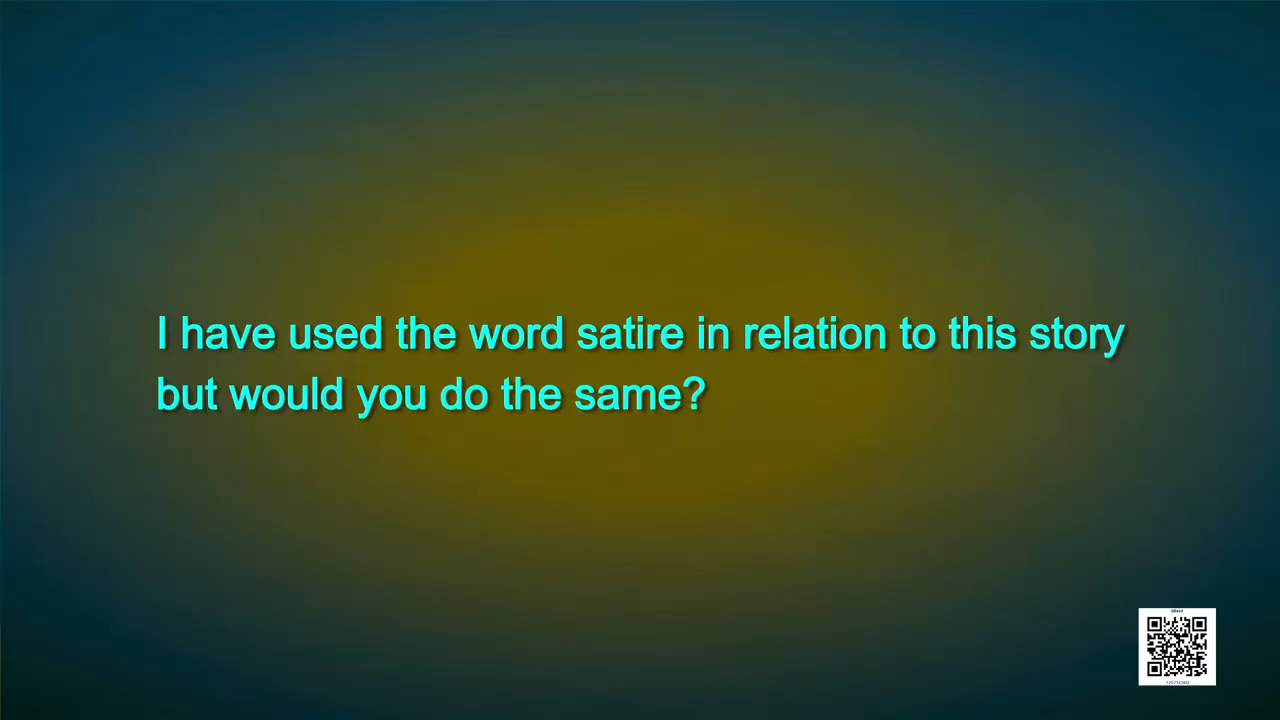 I have used the word satire in relation to this story
but would you do the same?